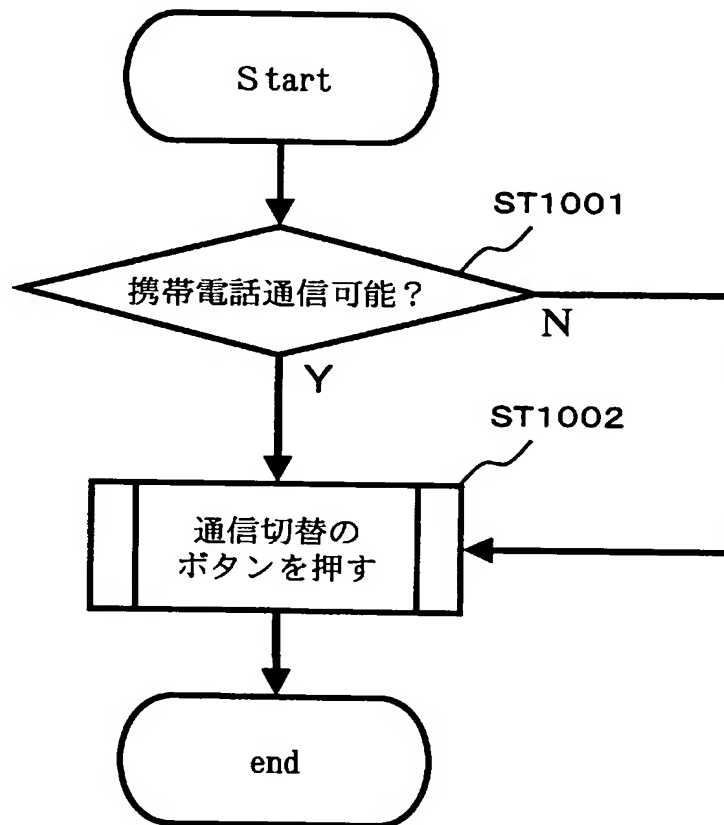 Start
ST1001
携帯電話通信可能？
N
Y
ST1002
通信切替の
ボタンを押す
end